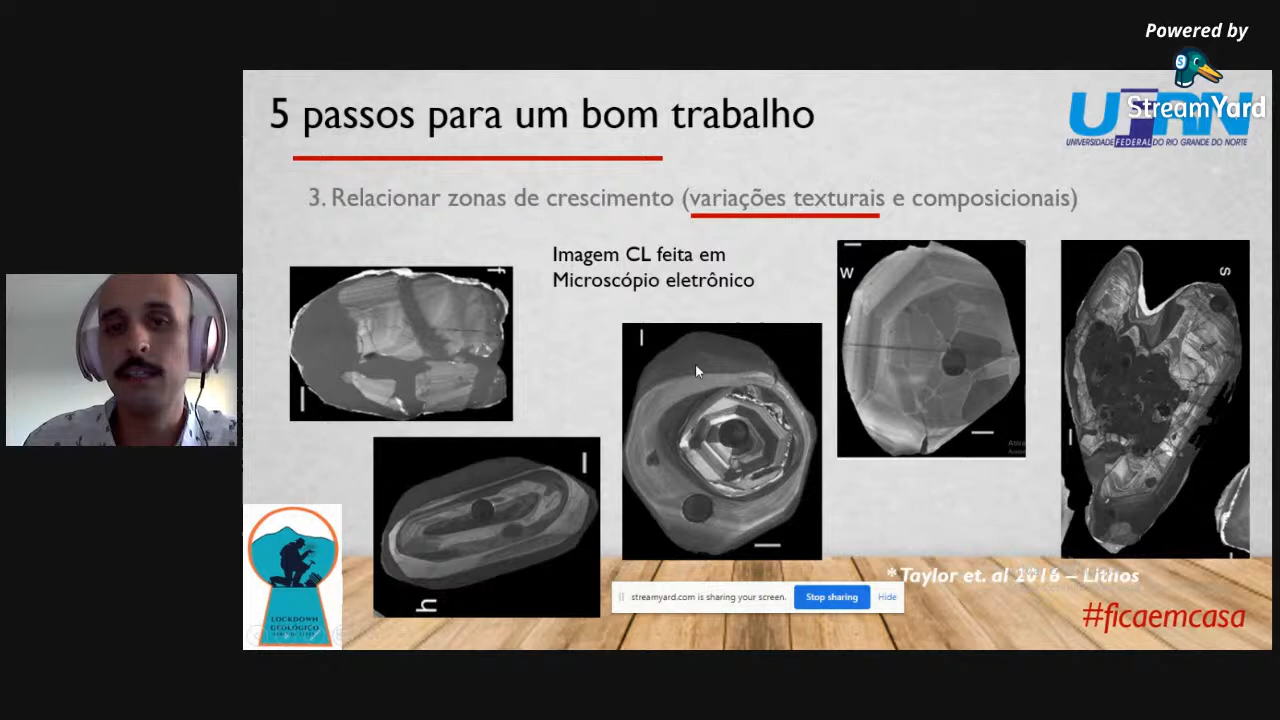 Powered by
StreamYard
5 passos para um bom trabalho
UFRN
UNIVERSIDADE FEDERAL DO RIO GRANDE DO NORTE
3. Relacionar zonas de crescimento (variações texturais e composicionais)
Imagem CL feita em
Microscópio eletrônico
f
w
s
h
*Taylor et. al 2016 – Lithos
streamyard.com is sharing your screen.
Stop sharing
Hide
LOCKDOWN
GEOLÓGICO
#ficaemcasa